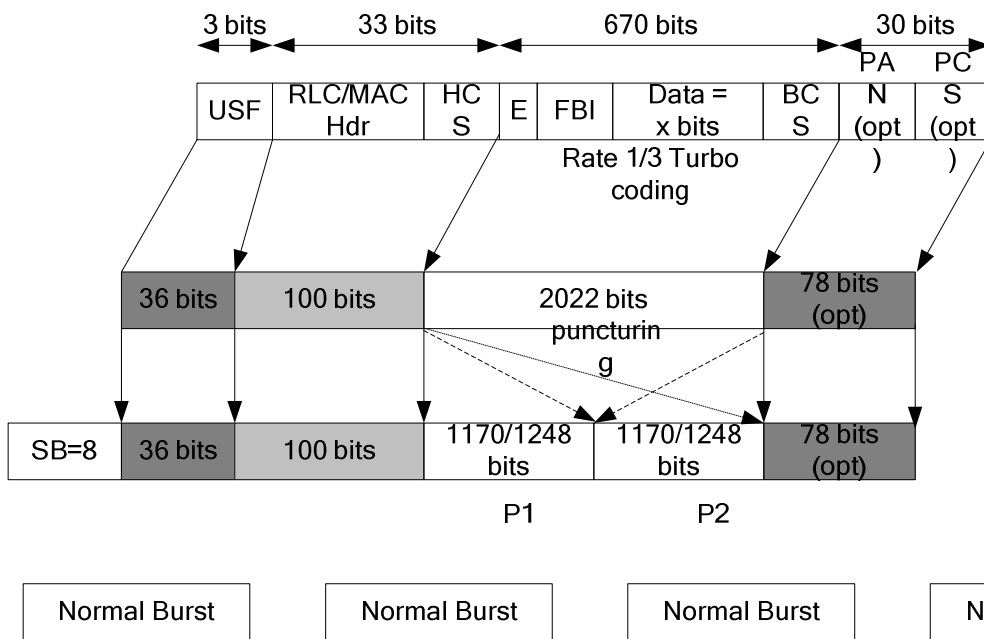 3 bits 33 bits 670 bits 30 bits
USF
RLC/MAC
Hdr
HC
S
E
FBI
Data =
x bits
BC
S
PA
N
(opt
)
PC
S
(opt
)
Rate 1/3 Turbo
coding
36 bits
100 bits
2022 bits
78 bits
(opt)
puncturin
g
SB=8
36 bits
100 bits
1170/1248
bits
1170/1248
bits
78 bits
(opt)
P1 P2
Normal Burst Normal Burst Normal Burst N